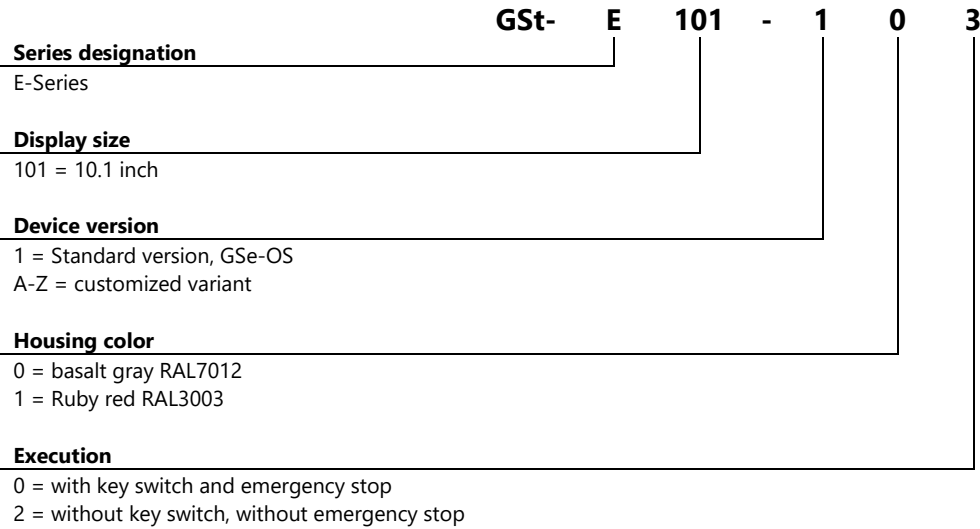 GSt- E 101 - 1 0 3
Series designation
E-Series
Display size
101 = 10.1 inch
Device version
1 = Standard version, GSe-OS
A-Z = customized variant
Housing color
0 = basalt gray RAL7012
1 = Ruby red RAL3003
Execution
0 = with key switch and emergency stop
2 = without key switch, without emergency stop